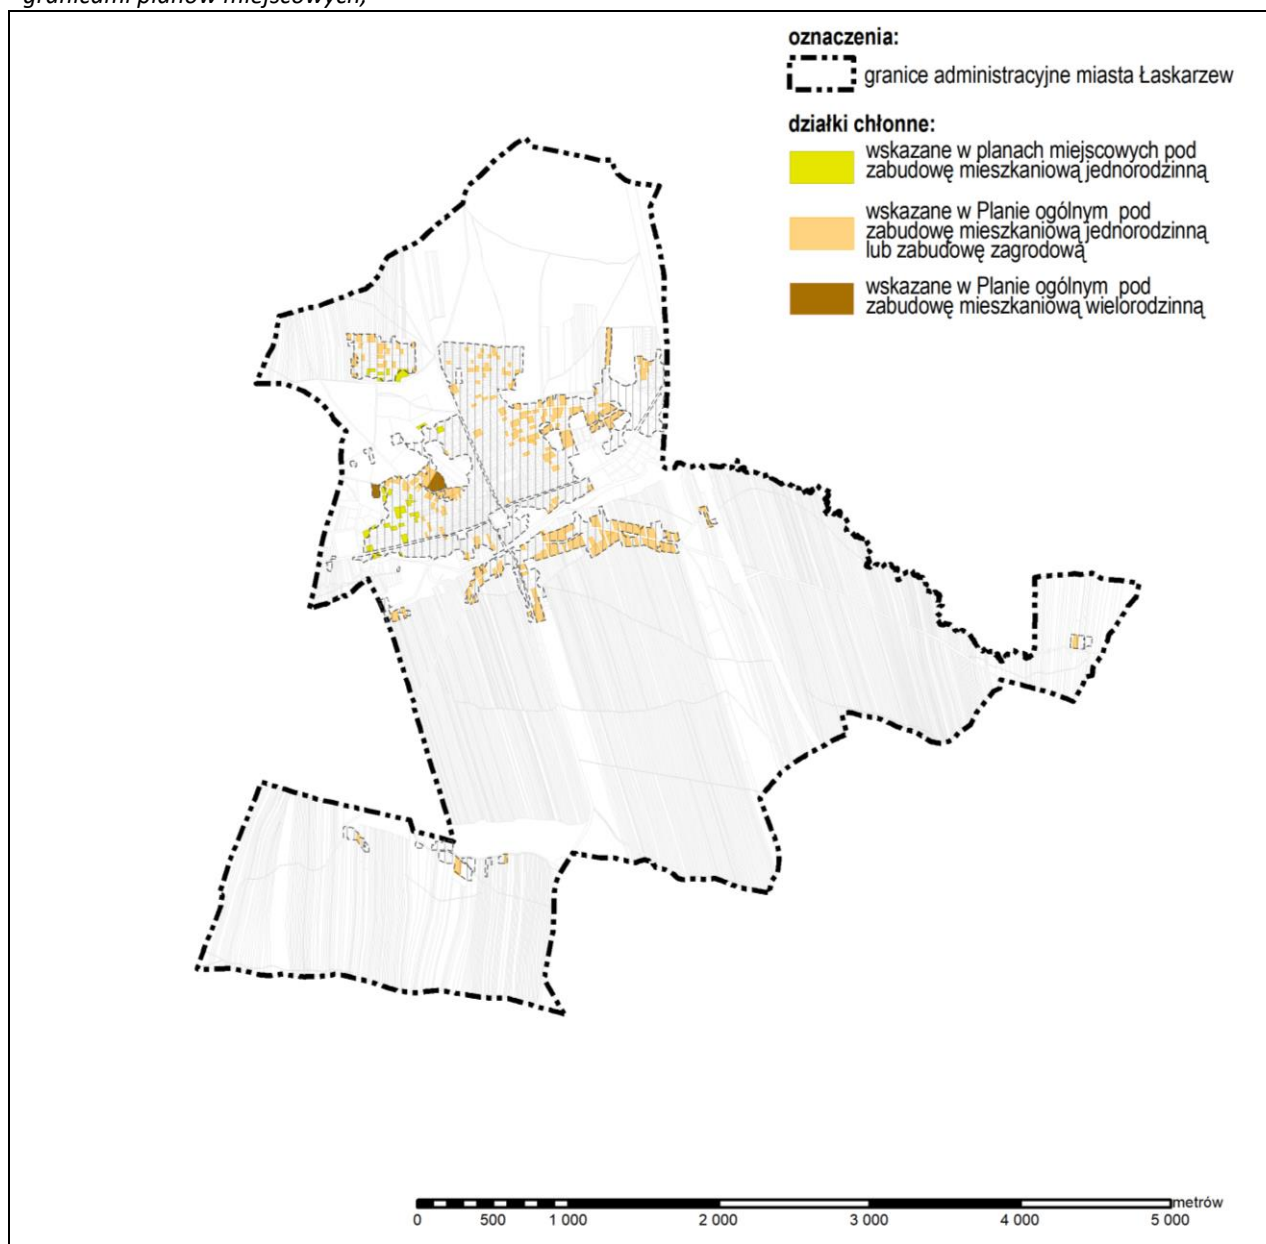 granicami planów miejscowych)
oznaczenia:
granice administracyjne miasta Łaskarzew
działki chłonne:
wskazane w planach miejscowych pod
zabudowę mieszkaniową jednorodzinną
wskazane w Planie ogólnym pod
zabudowę mieszkaniową jednorodzinną
lub zabudowę zagrodową
wskazane w Planie ogólnym pod
zabudowę mieszkaniową wielorodzinną
metrów
0 500 1 000 2 000 3 000 4 000 5 000